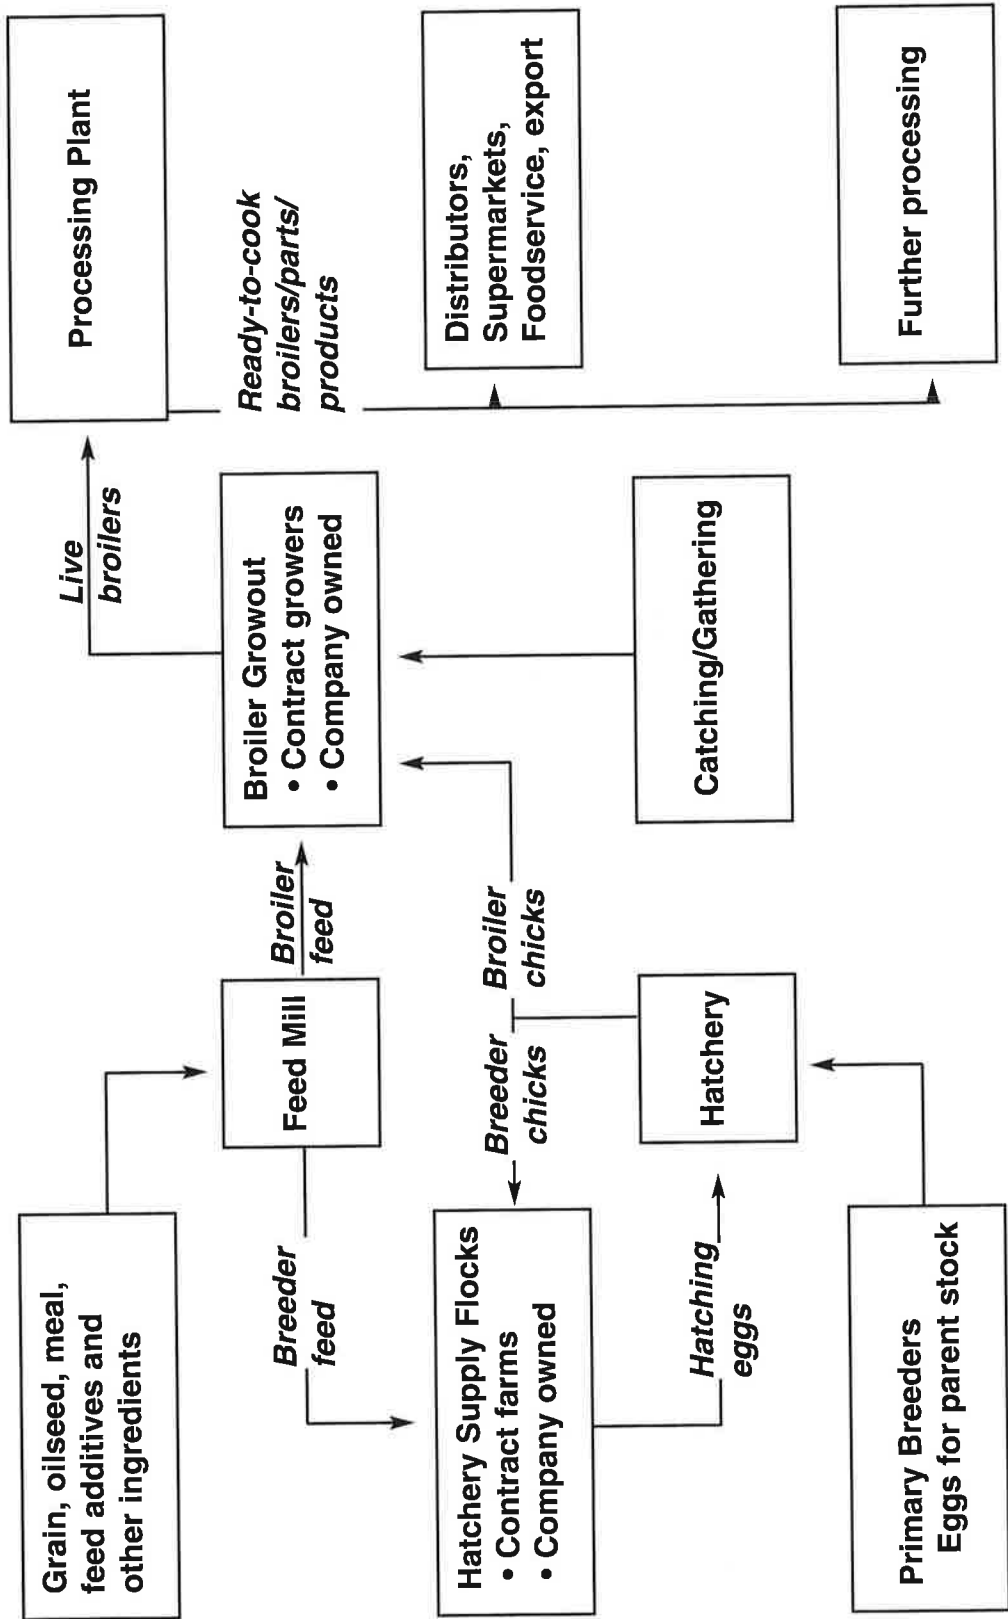 Grain, oilseed, meal,
feed additives and
other ingredients
Feed Mill
Breeder
feed
Broiler
feed
Hatchery Supply Flocks
• Contract farms
• Company owned
Breeder
chicks
Broiler
chicks
Hatching
eggs
Hatchery
Primary Breeders
Eggs for parent stock
Broiler Growout
• Contract growers
• Company owned
Catching/Gathering
Live
broilers
Processing Plant
Ready-to-cook
broilers/parts/
products
Distributors,
Supermarkets,
Foodservice, export
Further processing